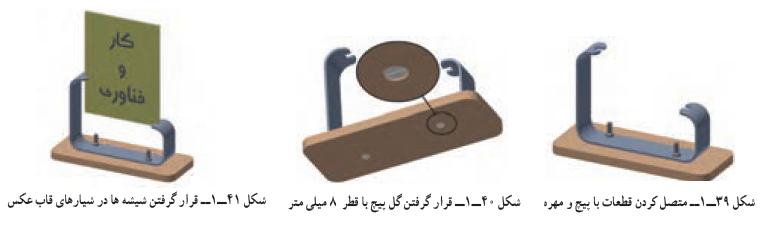 کار
و
فناوری
شکل ۳۹ــ۱ــ متصل کردن قطعات با پیچ و مهره
شکل ۴۰ــ۱ــ قرار گرفتن گل پیچ با قطر ۸ میلی متر
شکل ۴۱ــ۱ــ قرار گرفتن شیشه ها در شیارهای قاب عکس